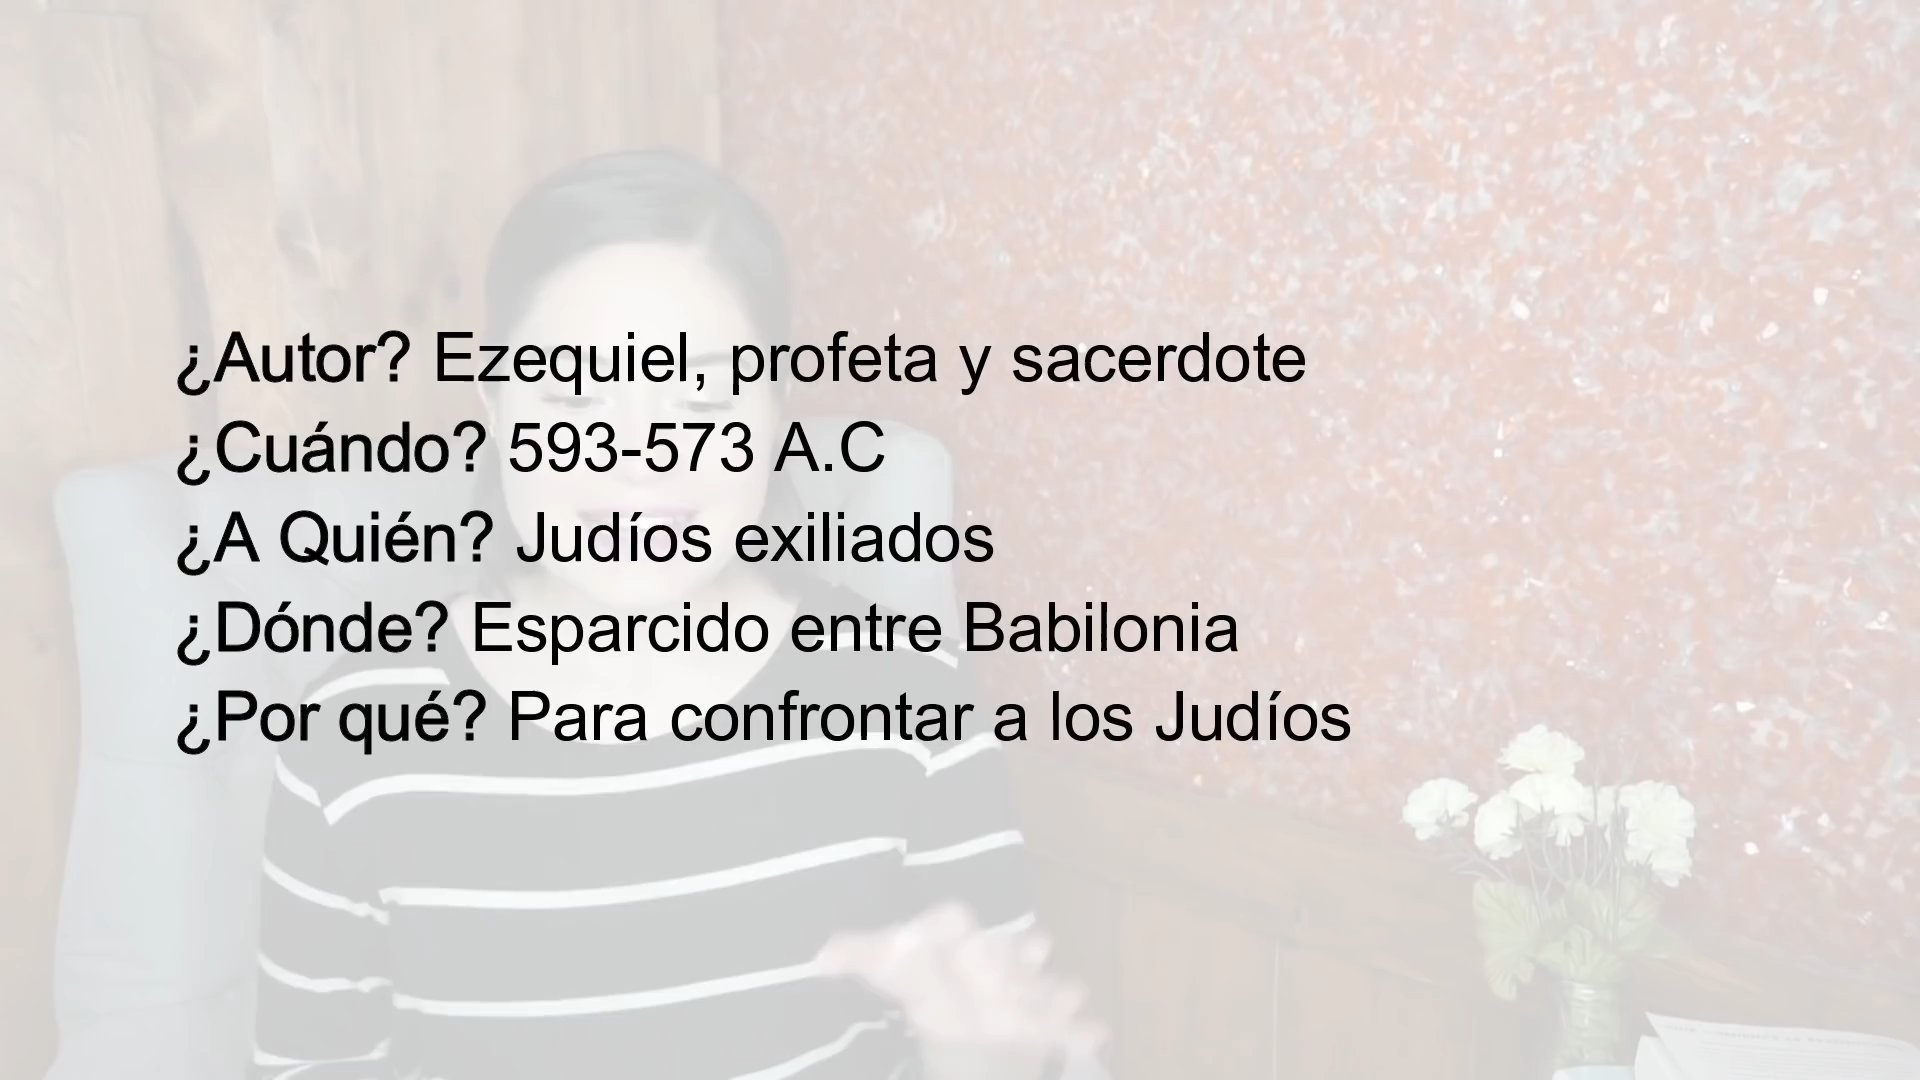 ¿Autor? Ezequiel, profeta y sacerdote
¿Cuándo? 593-573 A.C
¿A Quién? Judíos exiliados
¿Dónde? Esparcido entre Babilonia
¿Por qué? Para confrontar a los Judíos